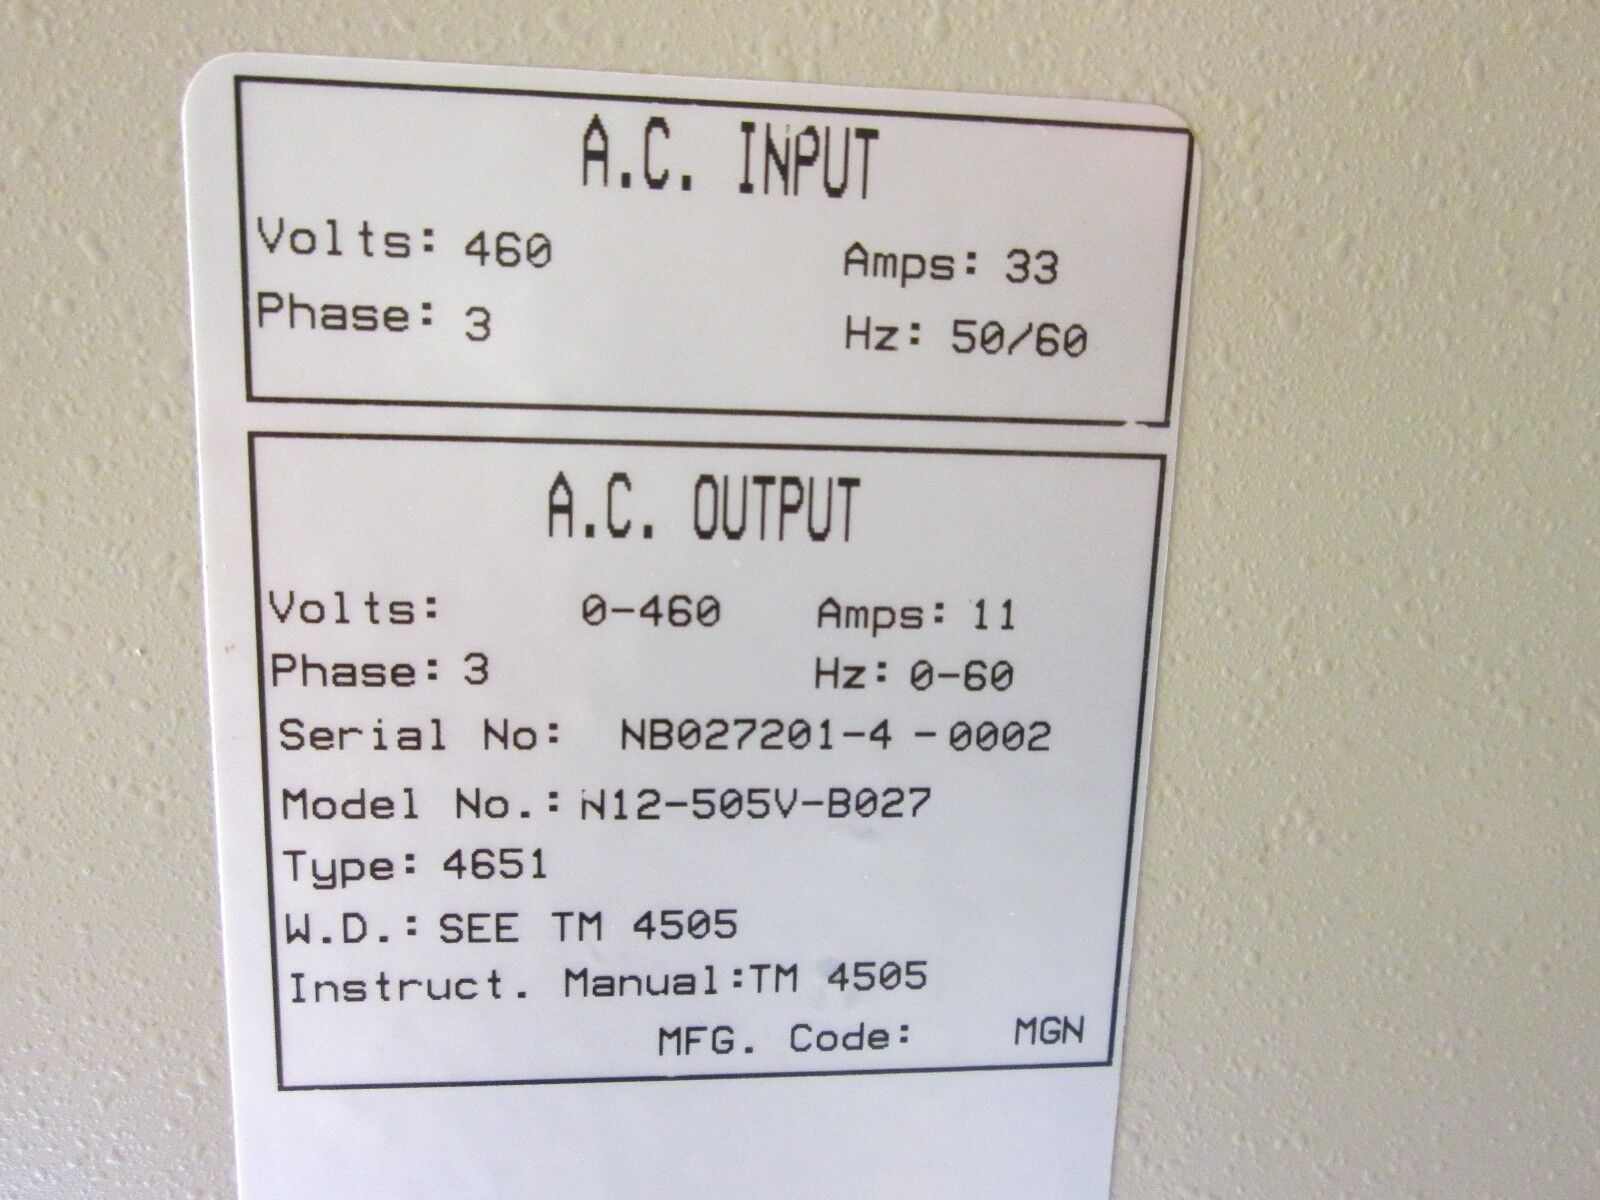 A.C. INPUT
Volts: 460 Amps: 33
Phase: 3 Hz: 50/60
A.C. OUTPUT
Volts: 0-460 Amps: 11
Phase: 3 Hz: 0-60
Serial No: NB027201-4 -0002
Model No.: N12-505V-B027
Type: 4651
W.D.: SEE TM 4505
Instruct. Manual:TM 4505
MFG. Code: MGN